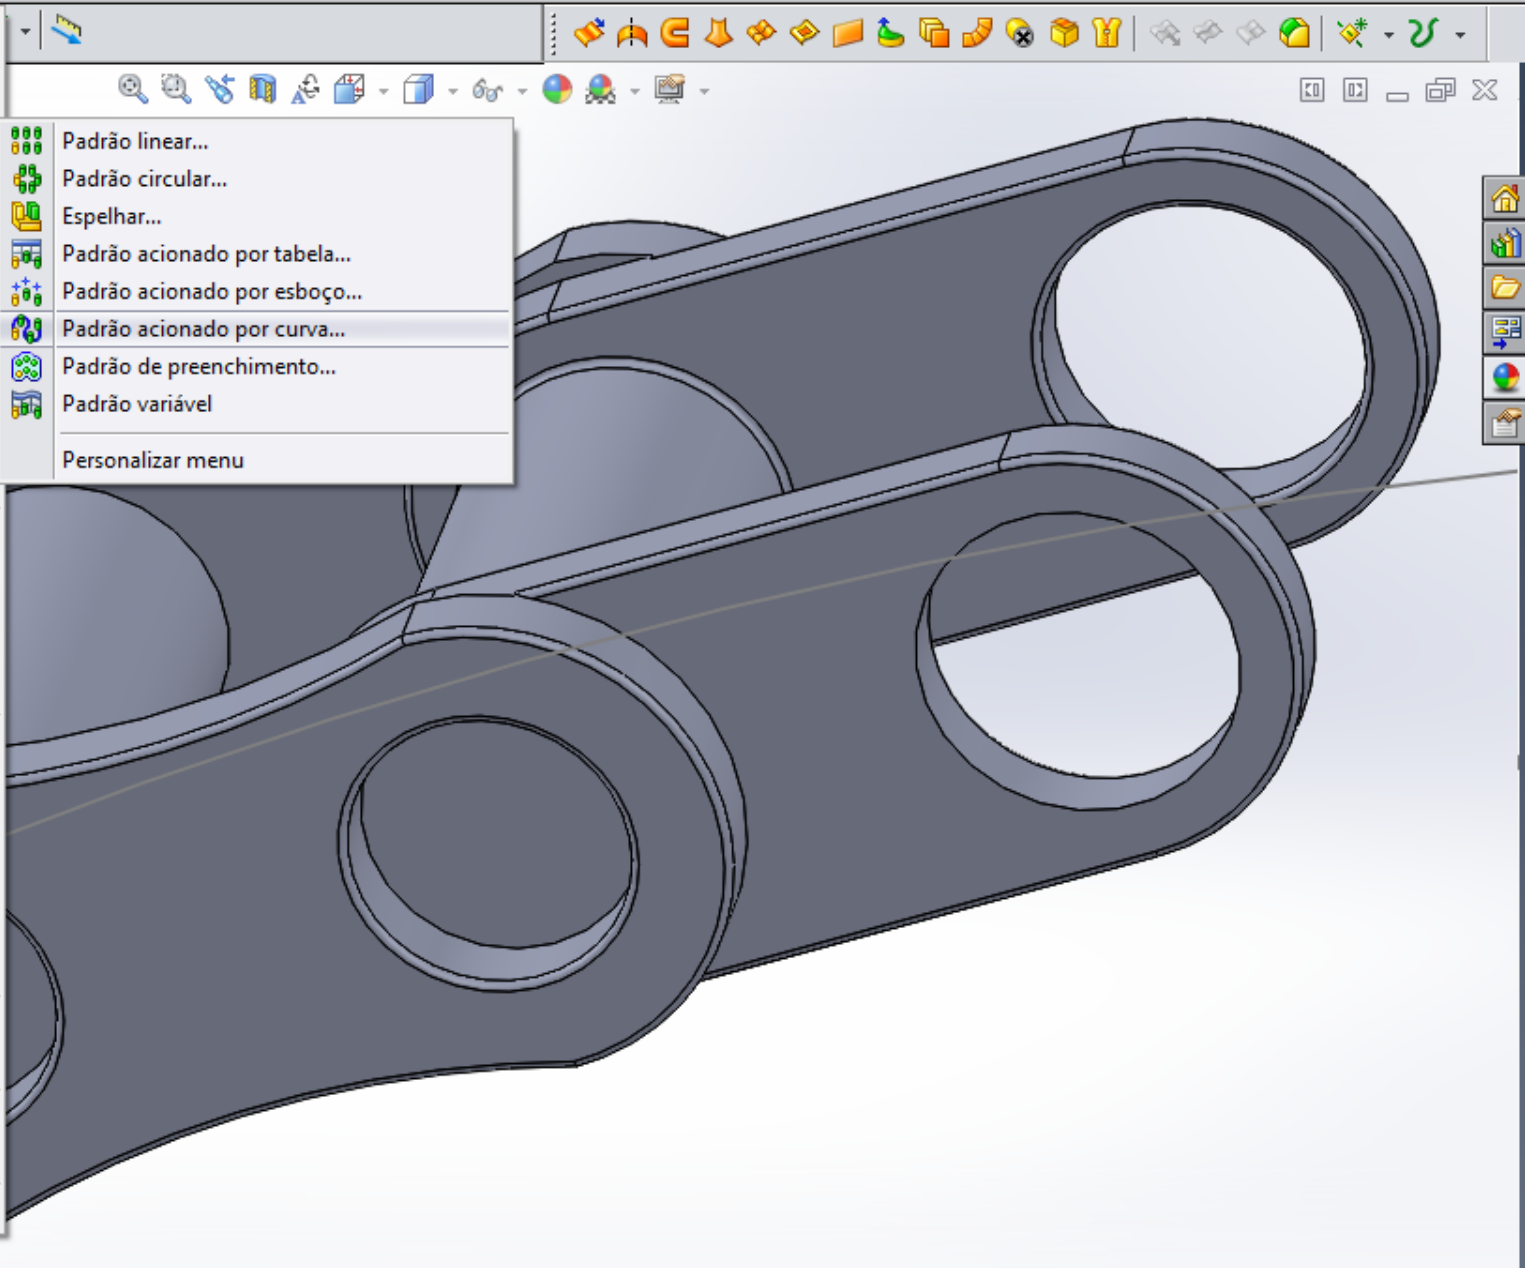 Padrão linear...
Padrão circular...
Espelhar...
Padrão acionado por tabela...
Padrão acionado por esboço...
Padrão acionado por curva...
Padrão de preenchimento...
Padrão variável
Personalizar menu